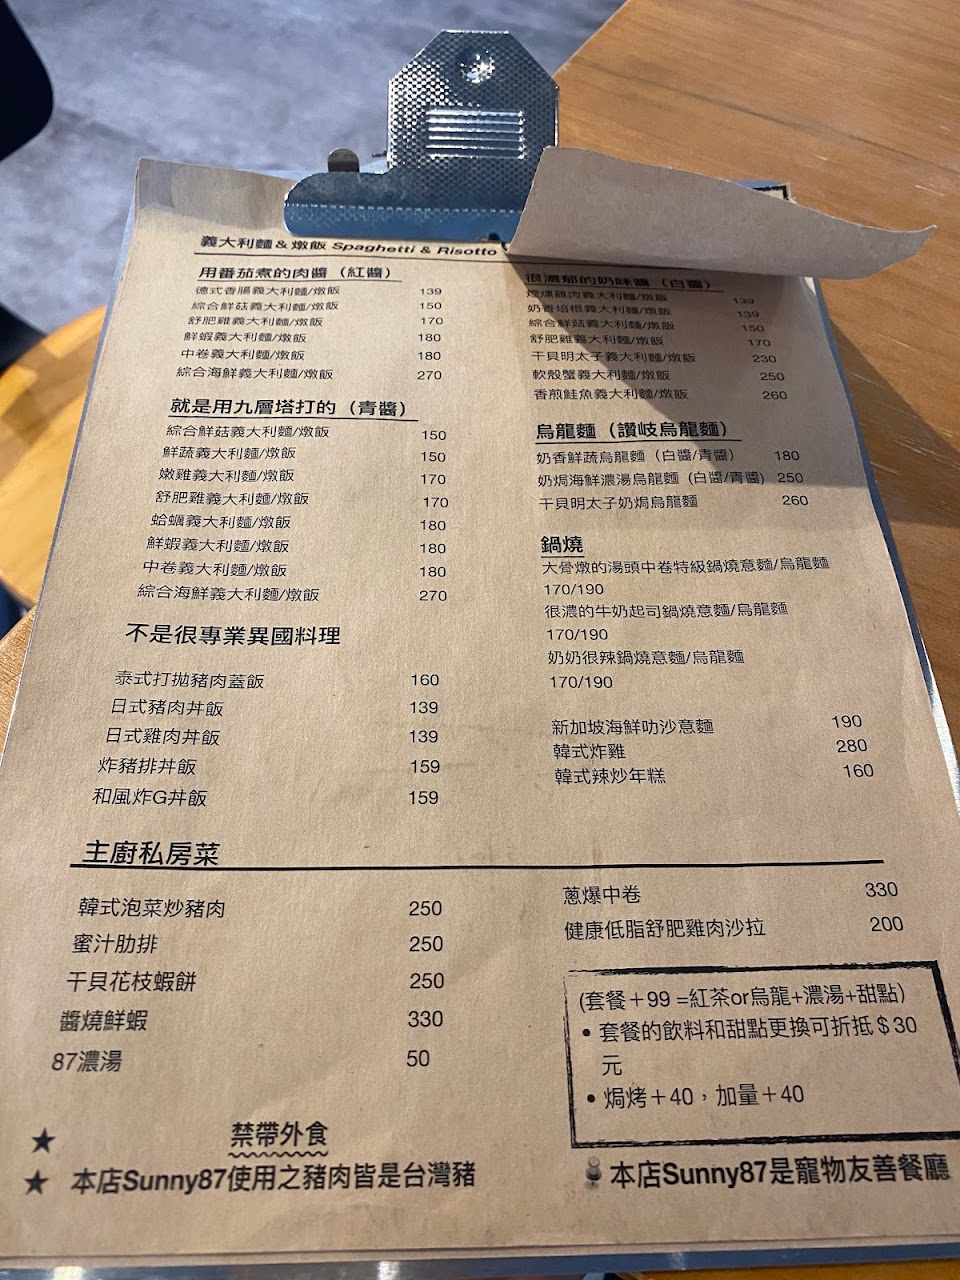 義大利麵＆燉飯 Spaghetti & Risotto
用番茄煮的肉醬（紅醬）
德式香腸義大利麵/燉飯 139
綜合鮮菇義大利麵/燉飯 150
舒肥雞義大利麵/燉飯 170
鮮蝦義大利麵/燉飯 180
中卷義大利麵/燉飯 180
綜合海鮮義大利麵/燉飯 270
就是用九層塔打的（青醬）
綜合鮮菇義大利麵/燉飯 150
鮮蔬義大利麵/燉飯 150
嫩雞義大利麵/燉飯 170
舒肥雞義大利麵/燉飯 170
蛤蠣義大利麵/燉飯 180
鮮蝦義大利麵/燉飯 180
中卷義大利麵/燉飯 180
綜合海鮮義大利麵/燉飯 270
不是很專業異國料理
泰式打拋豬肉蓋飯 160
日式豬肉丼飯 139
日式雞肉丼飯 139
炸豬排丼飯 159
和風炸G丼飯 159
很濃郁的奶味醬（白醬）
煙燻雞肉義大利麵/燉飯 139
奶香培根義大利麵/燉飯 139
綜合鮮菇義大利麵/燉飯 150
舒肥雞義大利麵/燉飯 170
干貝明太子義大利麵/燉飯 230
軟殼蟹義大利麵/燉飯 250
香煎鮭魚義大利麵/燉飯 260
烏龍麵（讚岐烏龍麵）
奶香鮮蔬烏龍麵（白醬/青醬） 180
奶焗海鮮濃湯烏龍麵（白醬/青醬） 250
干貝明太子奶焗烏龍麵 260
鍋燒
大骨燉的湯頭中卷特級鍋燒意麵/烏龍麵
170/190
很濃的牛奶起司鍋燒意麵/烏龍麵
170/190
奶奶很辣鍋燒意麵/烏龍麵
170/190
新加坡海鮮叻沙意麵 190
韓式炸雞 280
韓式辣炒年糕 160
主廚私房菜
韓式泡菜炒豬肉 250
蜜汁肋排 250
干貝花枝蝦餅 250
醬燒鮮蝦 330
87濃湯 50
蔥爆中卷 330
健康低脂舒肥雞肉沙拉 200
(套餐＋99 =紅茶or烏龍+濃湯+甜點）
• 套餐的飲料和甜點更換可折抵＄30
元
• 焗烤＋40，加量＋40
★ 禁帶外食
★ 本店Sunny87使用之豬肉皆是台灣豬
本店Sunny87是寵物友善餐廳